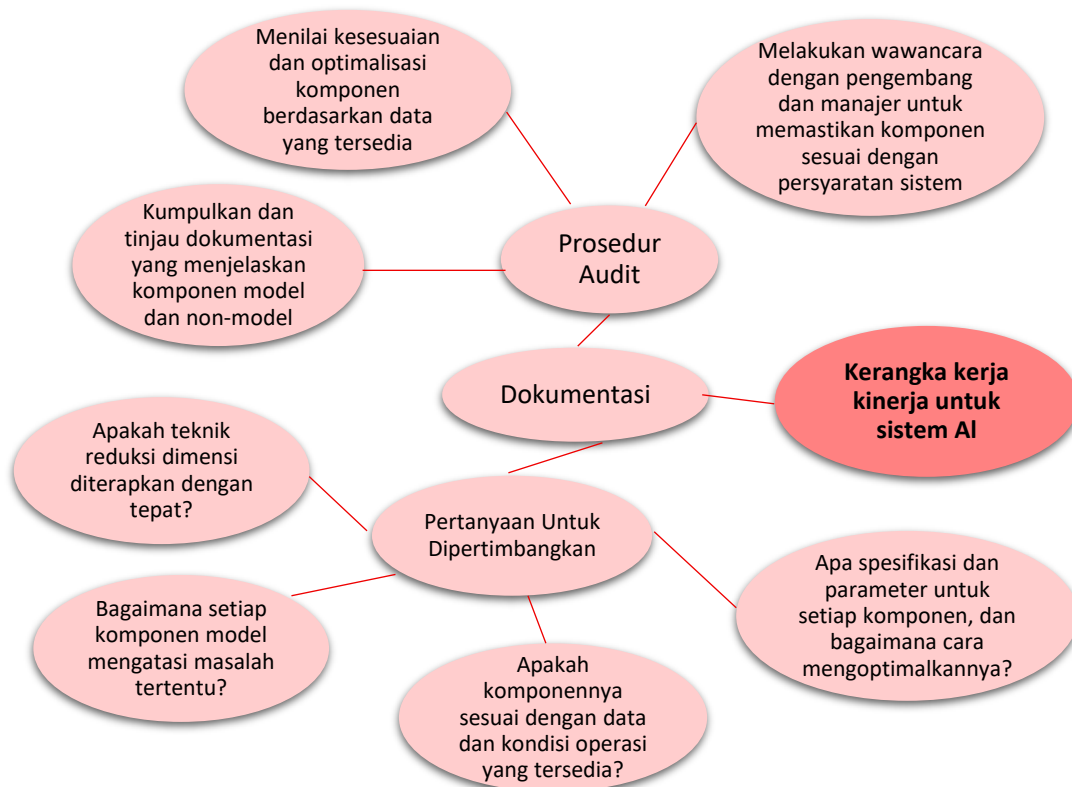 Menilai kesesuaian
dan optimalisasi
komponen
berdasarkan data
yang tersedia
Melakukan wawancara
dengan pengembang
dan manajer untuk
memastikan komponen
sesuai dengan
persyaratan sistem
Kumpulkan dan
tinjau dokumentasi
yang menjelaskan
komponen model
dan non-model
Prosedur
Audit
Dokumentasi
Kerangka kerja
kinerja untuk
sistem Al
Apakah teknik
reduksi dimensi
diterapkan dengan
tepat?
Pertanyaan Untuk
Dipertimbangkan
Apa spesifikasi dan
parameter untuk
setiap komponen, dan
bagaimana cara
mengoptimalkannya?
Bagaimana setiap
komponen model
mengatasi masalah
tertentu?
Apakah
komponennya
sesuai dengan data
dan kondisi operasi
yang tersedia?